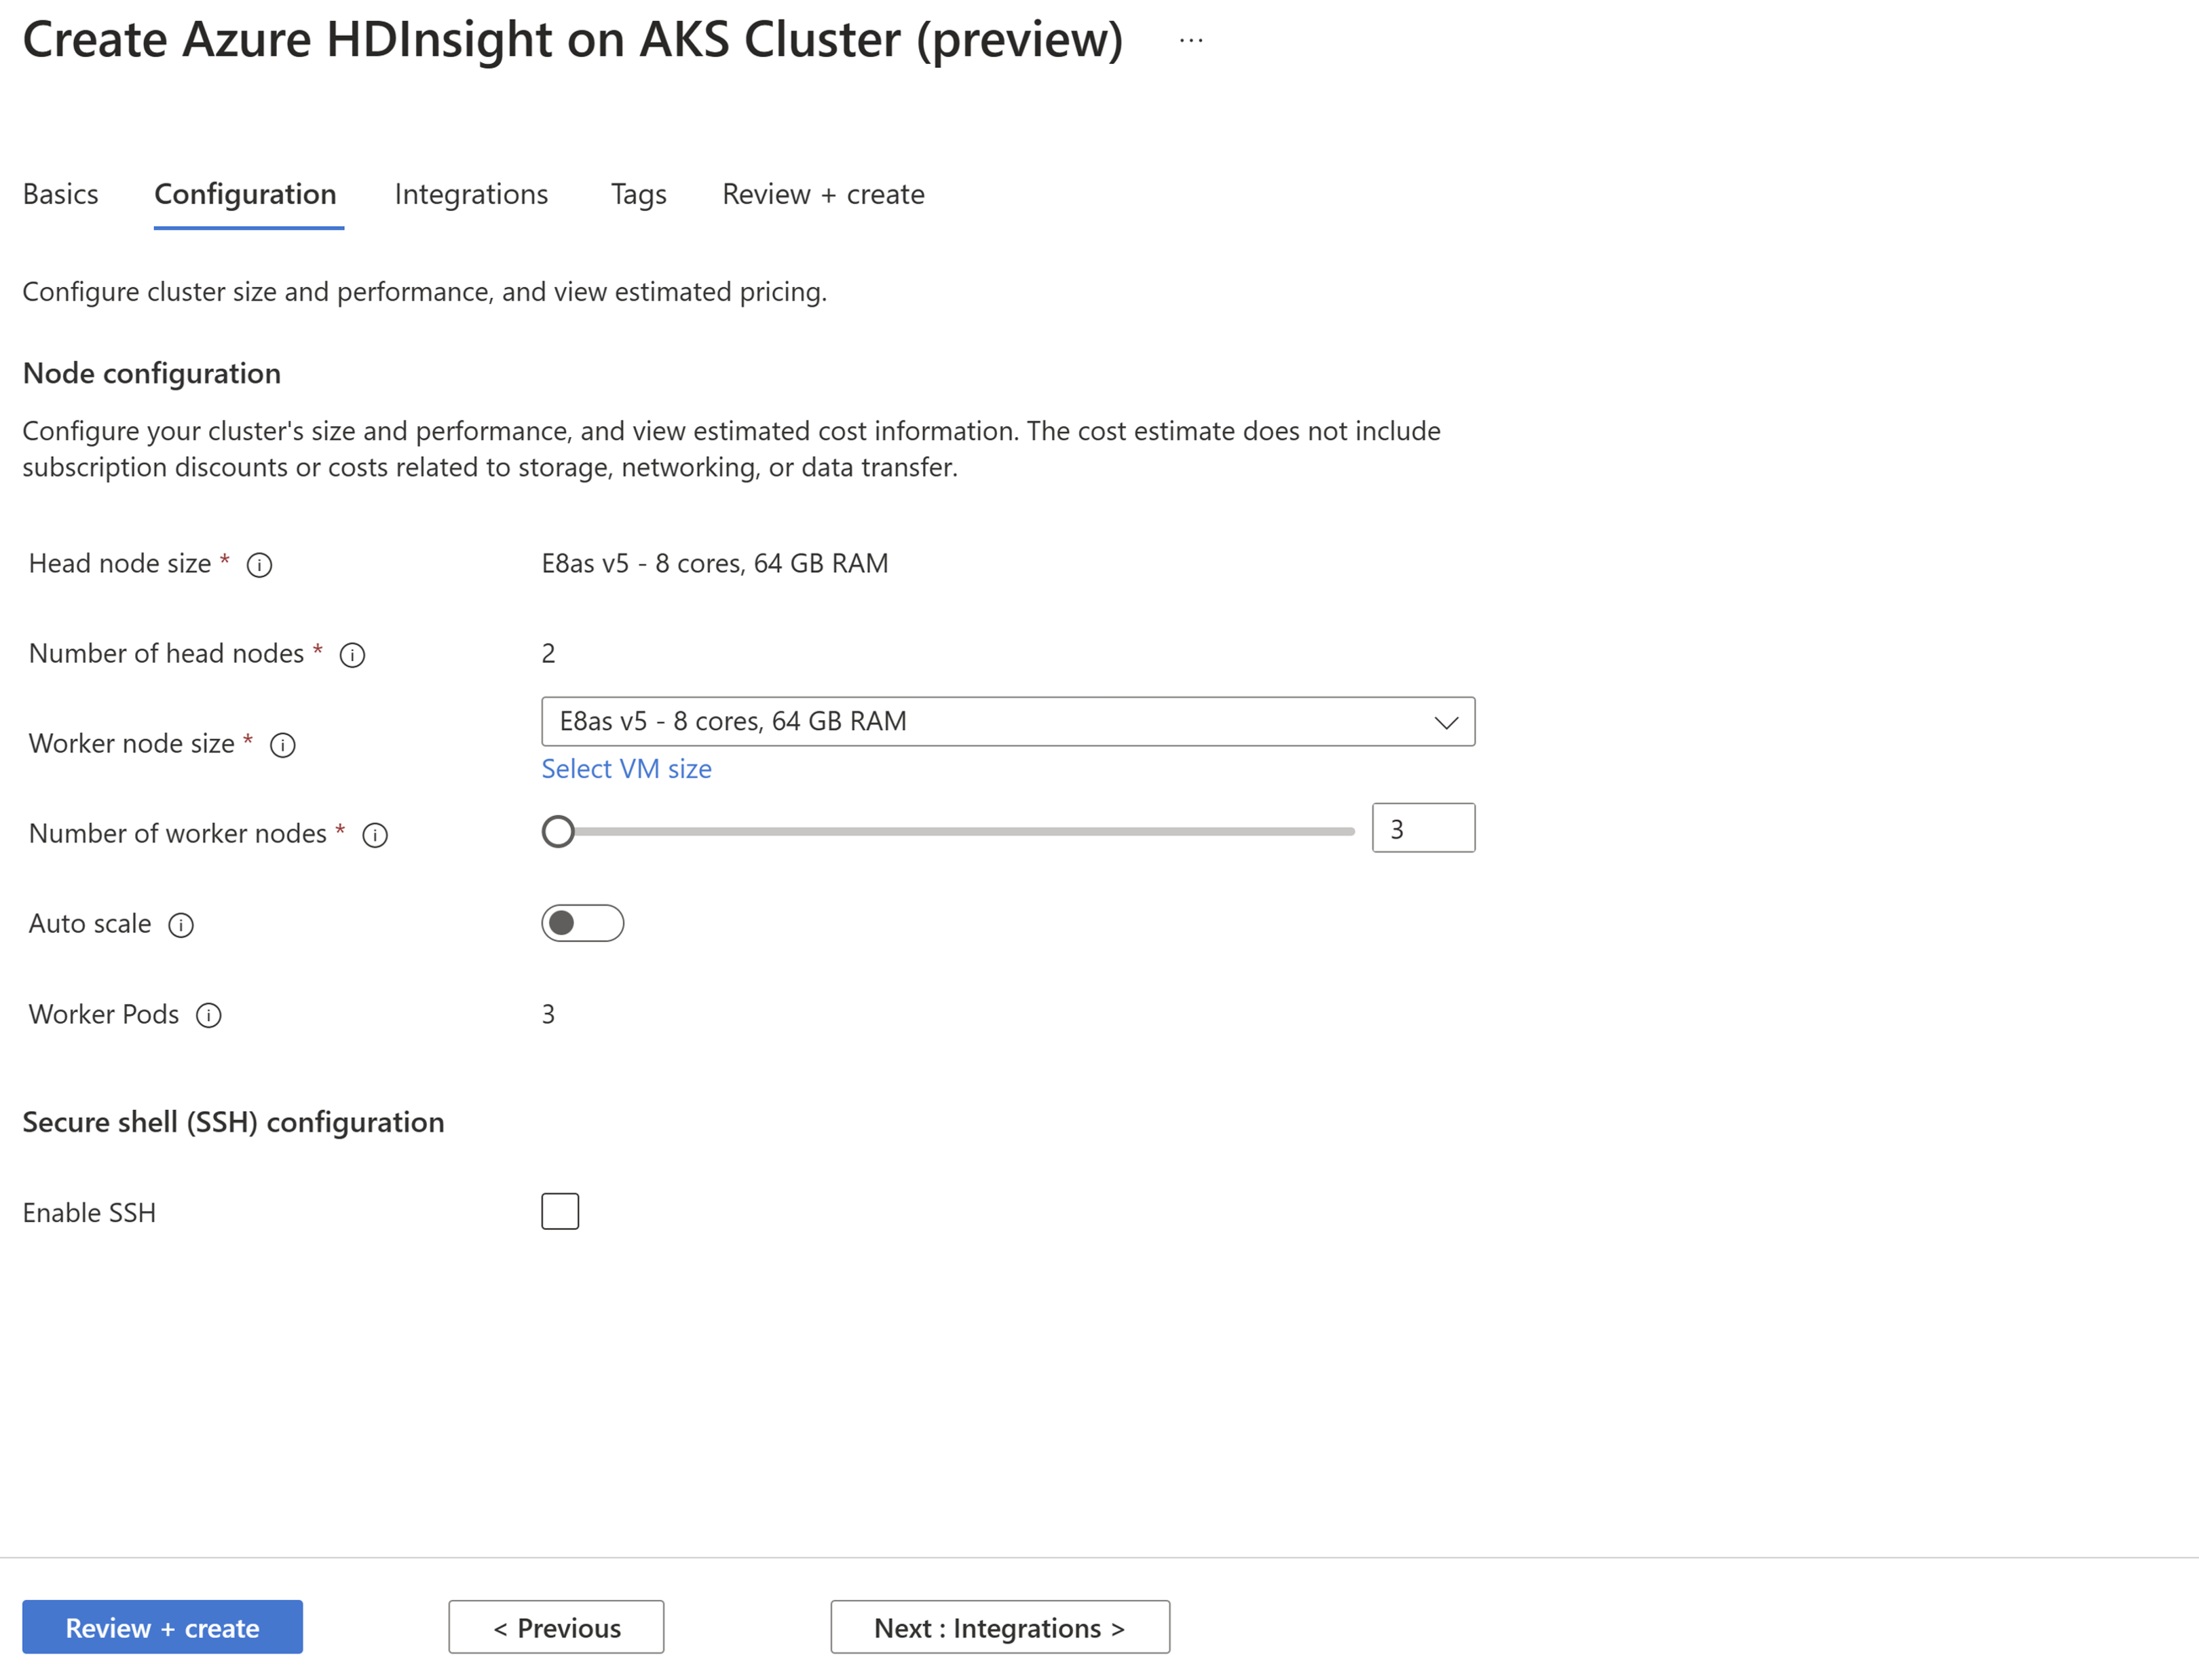 Create Azure HDInsight on AKS Cluster (preview) ...
Basics Configuration Integrations Tags Review + create
Configure cluster size and performance, and view estimated pricing.
Node configuration
Configure your cluster's size and performance, and view estimated cost information. The cost estimate does not include
subscription discounts or costs related to storage, networking, or data transfer.
Head node size * E8as v5 - 8 cores, 64 GB RAM
Number of head nodes * 2
Worker node size * E8as v5 - 8 cores, 64 GB RAM
Select VM size
Number of worker nodes * 3
Auto scale
Worker Pods 3
Secure shell (SSH) configuration
Enable SSH
Review + create < Previous Next : Integrations >